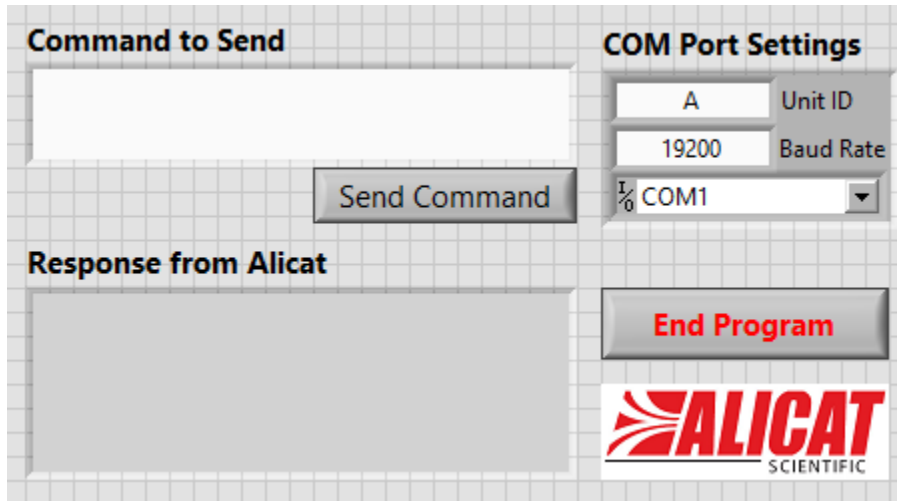 Command to Send
COM Port Settings
A
Unit ID
19200
Baud Rate
I/O COM1
Send Command
Response from Alicat
End Program
ALICAT
SCIENTIFIC